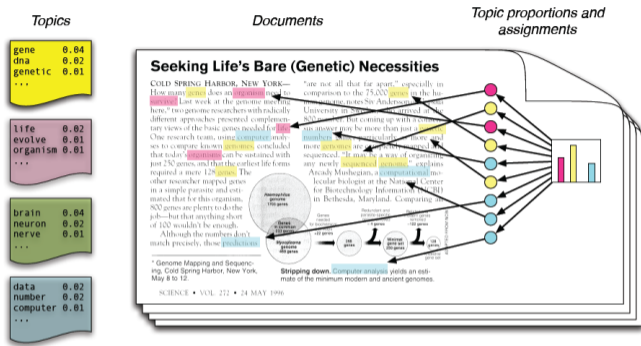 Topics
Documents
Topic proportions and
assignments
gene 0.04
dna 0.02
genetic 0.01
...
life 0.02
evolve 0.01
organism 0.01
...
brain 0.04
neuron 0.02
nerve 0.01
...
data 0.02
number 0.02
computer 0.01
...
Seeking Life's Bare (Genetic) Necessities
COLD SPRING HARBOR, NEW YORK—
How many genes does an organism need to
survive? Last week at the genome meeting
here, two genome researchers with radically
different approaches presented complemen-
tary views of the basic genes needed for life.
One research team, using computer analy-
ses to compare known genomes, concluded
that today's organisms can be sustained with
just 250 genes, and that the earliest life forms
required a mere 128 genes. The
other researcher mapped genes
in a simple parasite and esti-
mated that for this organism,
800 genes are plenty to do the
job—but that anything short
of 100 wouldn't be enough.
Although the numbers don't
match precisely, those predictions
* Genome Mapping and Sequenc-
ing, Cold Spring Harbor, New York,
May 8 to 12.
"are not all that far apart," especially in
comparison to the 75,000 genes in the hu-
genome, notes Siv Andersson
University in arrived at the
800 But coming up with a con-
sus answer may be more than just a
numbers particularly more and
more genomes are mapped and
sequenced. "It may be a way of organizing
any newly sequenced genome," explains
Arcady Mushegian, a computational mo-
lecular biologist at the National Center
for Biotechnology Information (NCBI)
in Bethesda, Maryland. Comparing an
Haemophilus
genome
1703 genes
Genes
in common
Mycoplasma
genome
Stripping down. Computer analysis yields an esti-
mate of the minimum modern and ancient genomes.
SCIENCE • VOL. 272 • 24 MAY 1996